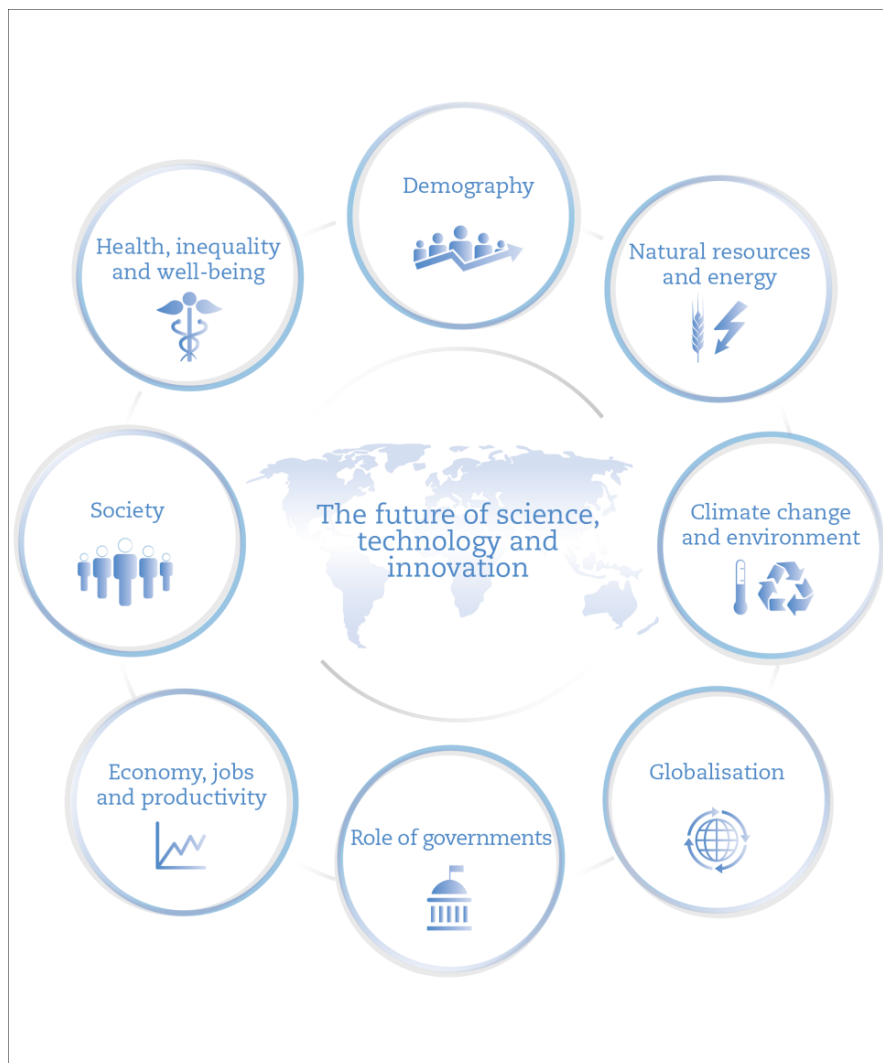 Demography
Natural resources
and energy
Climate change
and environment
Globalisation
Role of governments
Economy, jobs
and productivity
Society
Health, inequality
and well-being
The future of science,
technology and
innovation